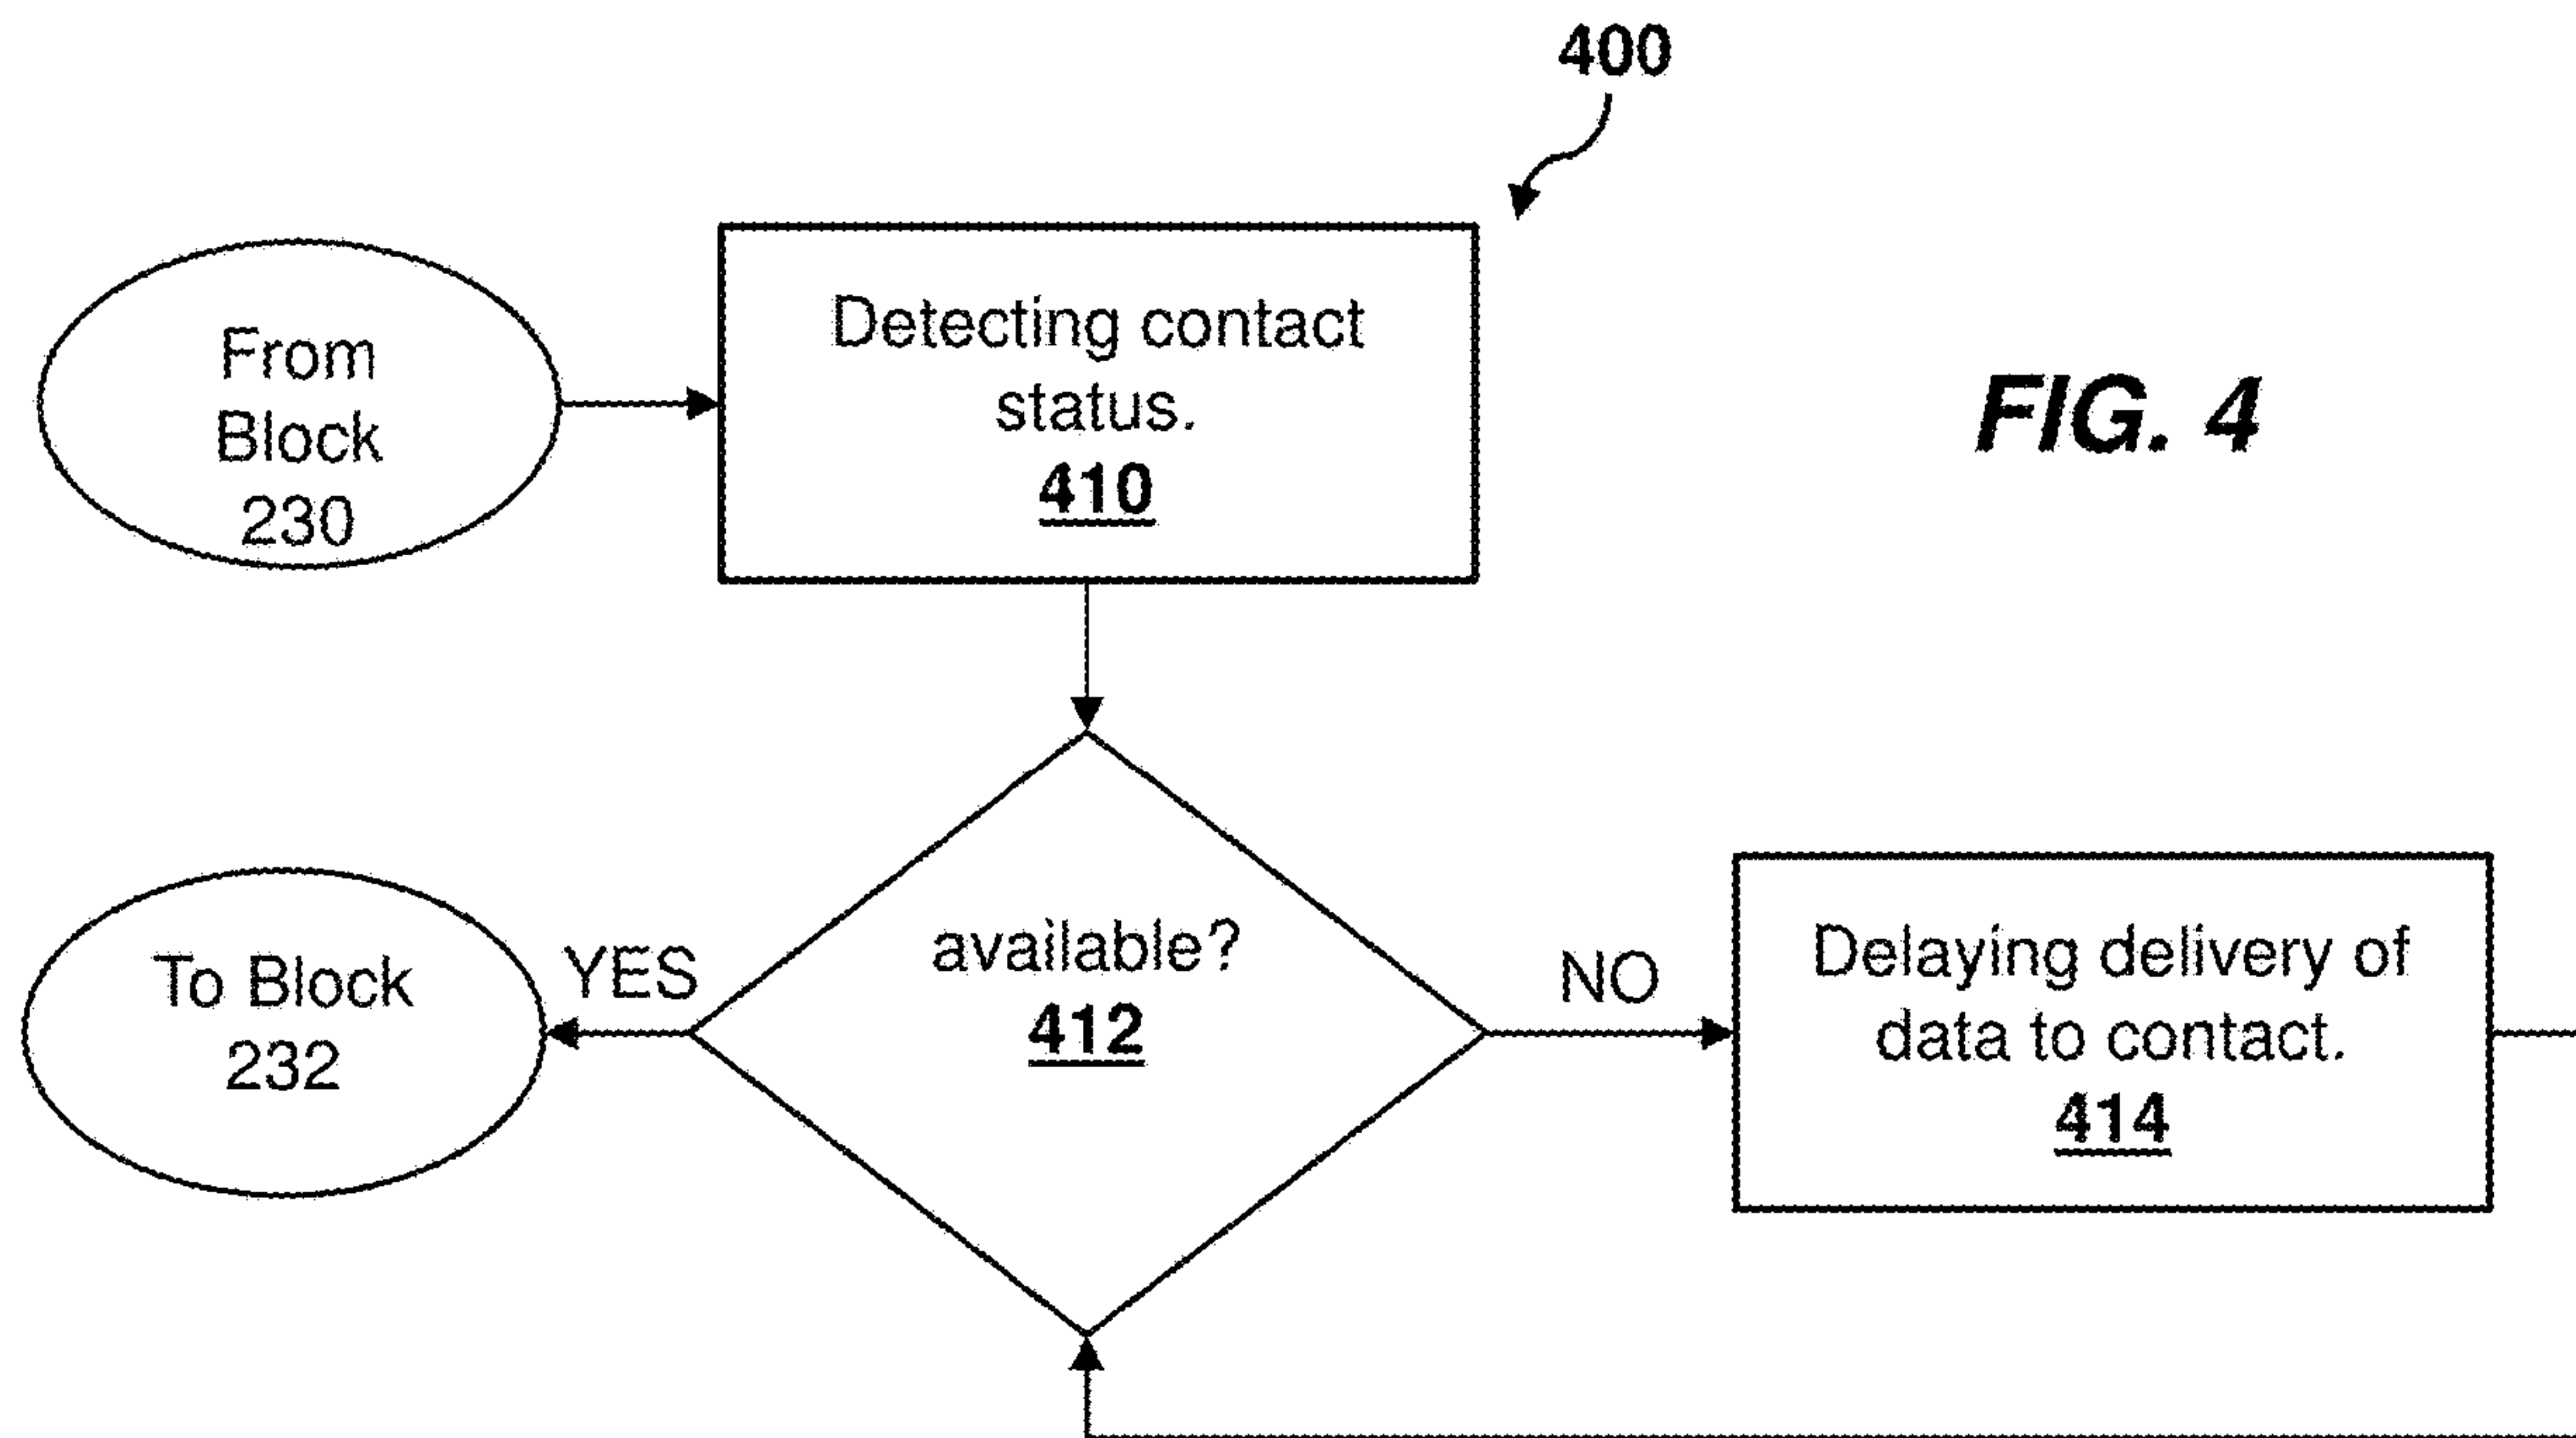 400
From
Block
230
Detecting contact
status.
410
FIG. 4
available?
412
YES
To Block
232
NO
Delaying delivery of
data to contact.
414